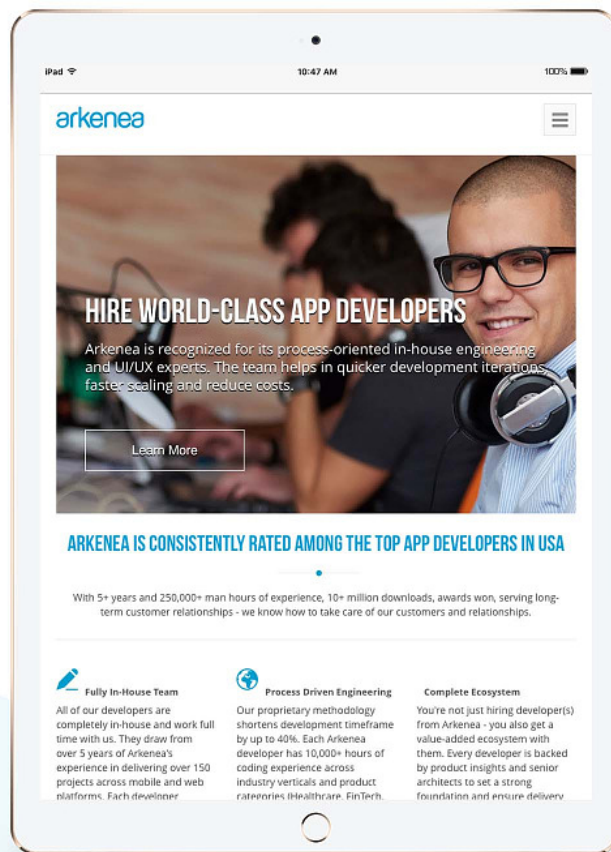 iPad
10:47 AM
100%
arkenea
HIRE WORLD-CLASS APP DEVELOPERS
Arkenea is recognized for its process-oriented in-house engineering
and UI/UX experts. The team helps in quicker development iterations,
faster scaling and reduce costs.
Learn More
ARKENEA IS CONSISTENTLY RATED AMONG THE TOP APP DEVELOPERS IN USA
With 5+ years and 250,000+ man hours of experience, 10+ million downloads, awards won, serving long-
term customer relationships - we know how to take care of our customers and relationships.
Fully In-House Team
All of our developers are
completely in-house and work full
time with us. They draw from
over 5 years of Arkenea's
experience in delivering over 150
projects across mobile and web
platforms. Each developer
Process Driven Engineering
Our proprietary methodology
shortens development timeframe
by up to 40%. Each Arkenea
developer has 10,000+ hours of
coding experience across
industry verticals and product
categories (Healthcare, FinTech,
Complete Ecosystem
You're not just hiring developer(s)
from Arkenea - you also get a
value-added ecosystem with
them. Every developer is backed
by product insights and senior
architects to set a strong
foundation and ensure delivery